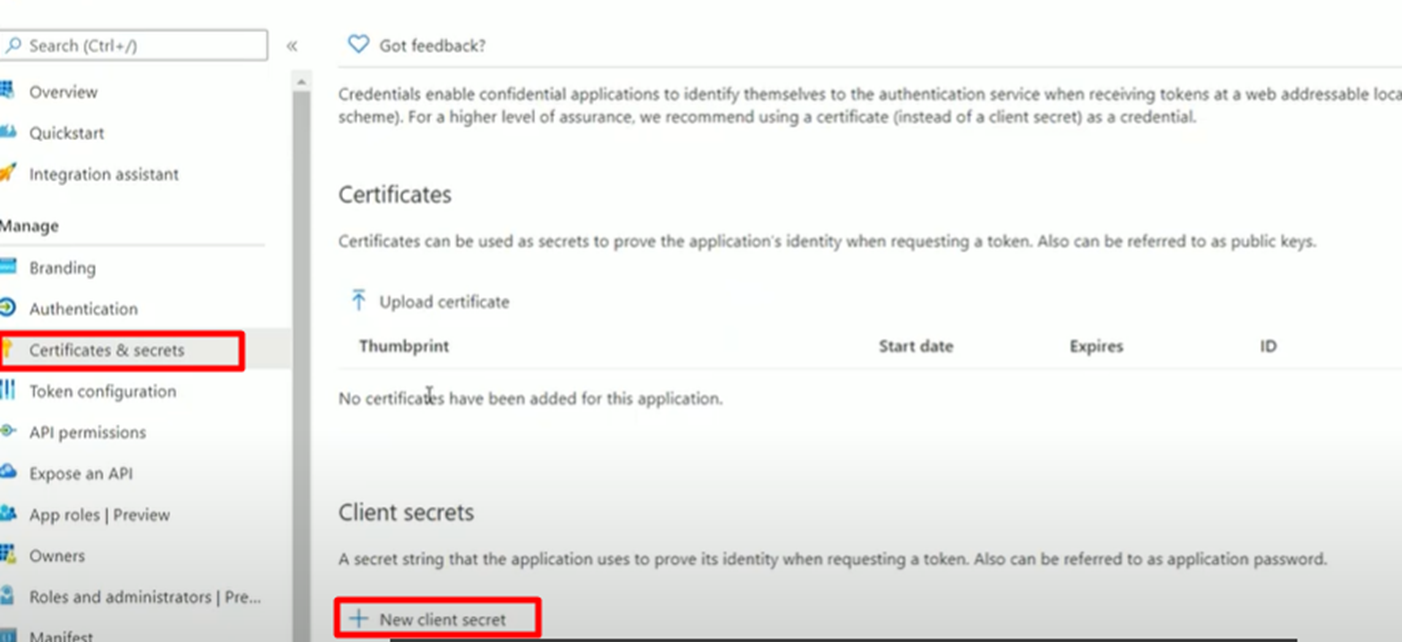 Search (Ctrl+/)
«
Overview
Quickstart
Integration assistant
Manage
Branding
Authentication
Certificates & secrets
Token configuration
API permissions
Expose an API
App roles | Preview
Owners
Roles and administrators | Pre...
Manifest
Got feedback?
Credentials enable confidential applications to identify themselves to the authentication service when receiving tokens at a web addressable loca
scheme). For a higher level of assurance, we recommend using a certificate (instead of a client secret) as a credential.
Certificates
Certificates can be used as secrets to prove the application's identity when requesting a token. Also can be referred to as public keys.
Upload certificate
Thumbprint Start date Expires ID
No certificates have been added for this application.
Client secrets
A secret string that the application uses to prove its identity when requesting a token. Also can be referred to as application password.
New client secret